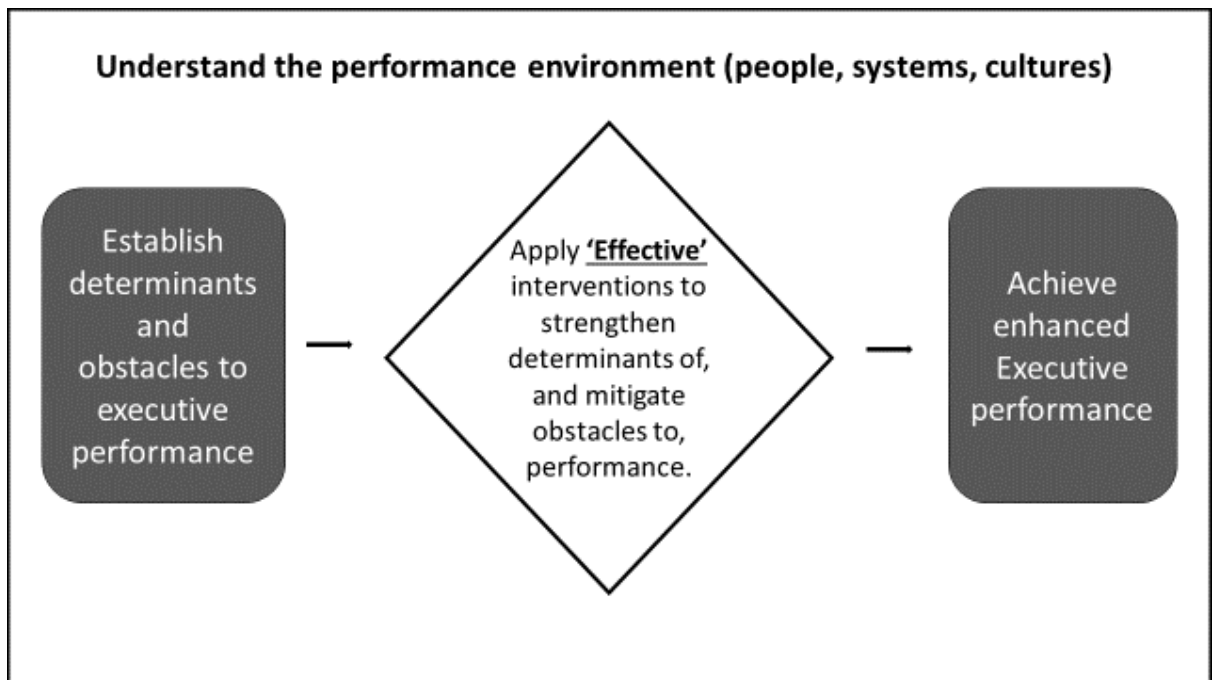 Understand the performance environment (people, systems, cultures)
Establish
determinants
and
obstacles to
executive
performance
Apply ‘Effective’
interventions to
strengthen
determinants of,
and mitigate
obstacles to,
performance.
Achieve
enhanced
Executive
performance